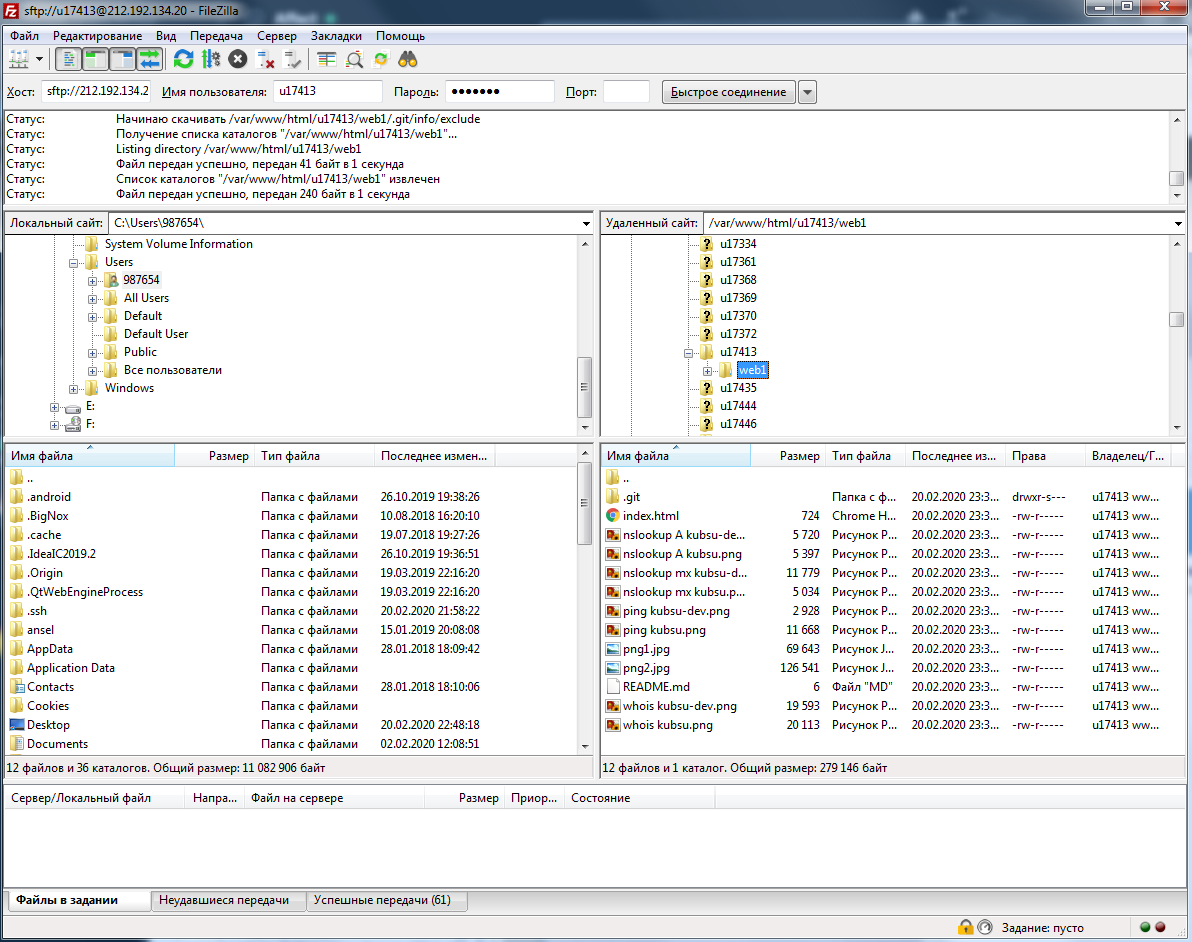 sftp://u17413@212.192.134.20 - FileZilla
Файл Редактирование Вид Передача Сервер Закладки Помощь
Хост: sftp://212.192.134.2 Имя пользователя: u17413 Пароль: ●●●●●●● Порт: Быстрое соединение
Статус: Начинаю скачивать /var/www/html/u17413/web1/.git/info/exclude
Статус: Получение списка каталогов "/var/www/html/u17413/web1"...
Статус: Listing directory /var/www/html/u17413/web1
Статус: Файл передан успешно, передан 41 байт в 1 секунда
Статус: Список каталогов "/var/www/html/u17413/web1" извлечен
Статус: Файл передан успешно, передан 240 байт в 1 секунда
Локальный сайт: C:\Users\987654\
System Volume Information
Users
987654
All Users
Default
Default User
Public
Все пользователи
Windows
E:
F:
Удаленный сайт: /var/www/html/u17413/web1
u17334
u17361
u17368
u17369
u17370
u17372
u17413
web1
u17435
u17444
u17446
Имя файла Размер Тип файла Последнее измен...
..
.android Папка с файлами 26.10.2019 19:38:26
.BigNox Папка с файлами 10.08.2018 16:20:10
.cache Папка с файлами 19.07.2018 19:27:26
.IdeaIC2019.2 Папка с файлами 26.10.2019 19:36:51
.Origin Папка с файлами 19.03.2019 22:16:20
.QtWebEngineProcess Папка с файлами 19.03.2019 22:16:20
.ssh Папка с файлами 20.02.2020 21:58:22
ansel Папка с файлами 15.01.2019 20:08:08
AppData Папка с файлами 28.01.2018 18:09:42
Application Data Папка с файлами
Contacts Папка с файлами 28.01.2018 18:10:06
Cookies Папка с файлами
Desktop Папка с файлами 20.02.2020 22:48:18
Documents Папка с файлами 02.02.2020 12:08:51
12 файлов и 36 каталогов. Общий размер: 11 082 906 байт
Имя файла Размер Тип файла Последнее из... Права Владелец/Г...
..
.git Папка с ф... 20.02.2020 23:3... drwxr-s--- u17413 ww...
index.html 724 Chrome H... 20.02.2020 23:3... -rw-r----- u17413 ww...
nslookup A kubsu-de... 5 720 Рисунок P... 20.02.2020 23:3... -rw-r----- u17413 ww...
nslookup A kubsu.png 5 397 Рисунок P... 20.02.2020 23:3... -rw-r----- u17413 ww...
nslookup mx kubsu-d... 11 779 Рисунок P... 20.02.2020 23:3... -rw-r----- u17413 ww...
nslookup mx kubsu.p... 5 034 Рисунок P... 20.02.2020 23:3... -rw-r----- u17413 ww...
ping kubsu-dev.png 2 928 Рисунок P... 20.02.2020 23:3... -rw-r----- u17413 ww...
ping kubsu.png 11 668 Рисунок P... 20.02.2020 23:3... -rw-r----- u17413 ww...
png1.jpg 69 643 Рисунок J... 20.02.2020 23:3... -rw-r----- u17413 ww...
png2.jpg 126 541 Рисунок J... 20.02.2020 23:3... -rw-r----- u17413 ww...
README.md 6 Файл "MD" 20.02.2020 23:3... -rw-r----- u17413 ww...
whois kubsu-dev.png 19 593 Рисунок P... 20.02.2020 23:3... -rw-r----- u17413 ww...
whois kubsu.png 20 113 Рисунок P... 20.02.2020 23:3... -rw-r----- u17413 ww...
12 файлов и 1 каталог. Общий размер: 279 146 байт
Сервер/Локальный файл Напра... Файл на сервере Размер Приор... Состояние
Файлы в задании Неудавшиеся передачи Успешные передачи (61)
Задание: пусто